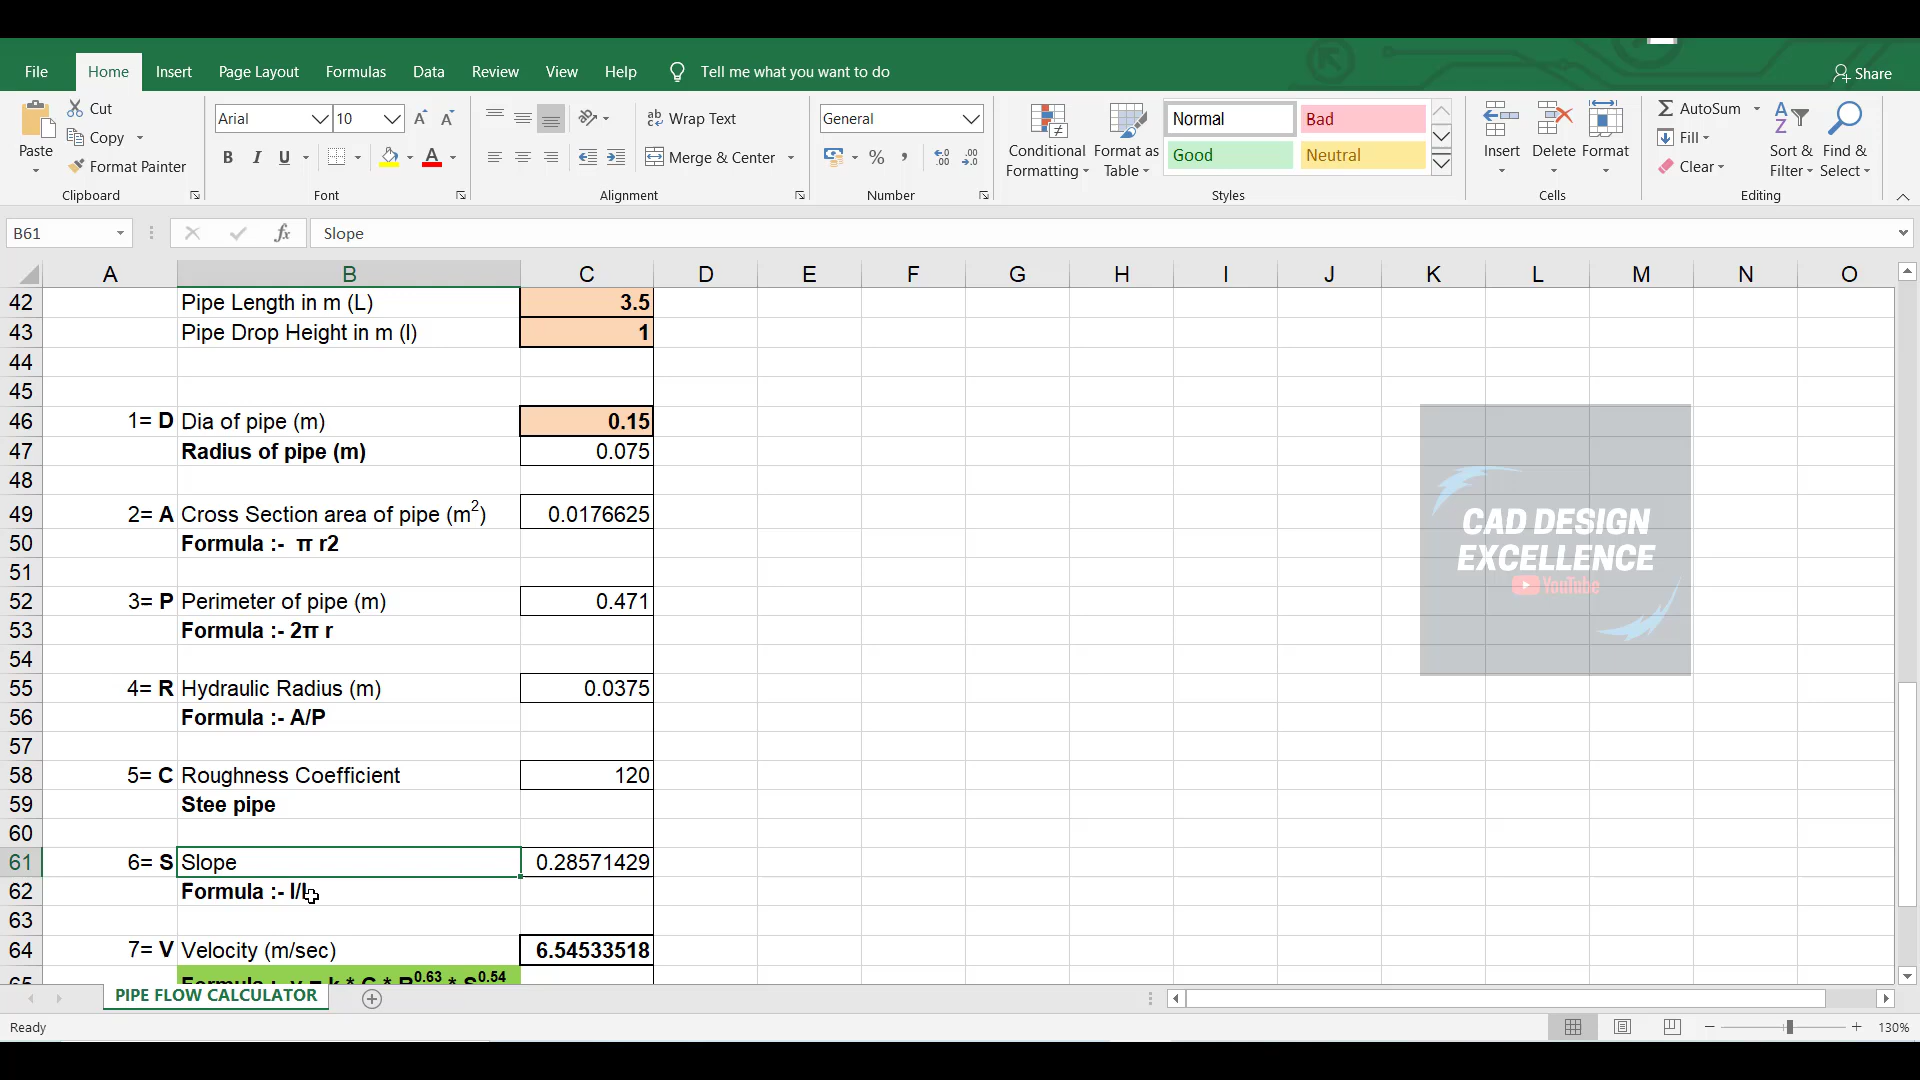 File Home Insert Page Layout Formulas Data Review View Help Tell me what you want to do Share
Paste Cut Copy Format Painter
Clipboard
Arial 10
B I U A
Font
Wrap Text
Merge & Center
Alignment
General
% ,
Number
Conditional Formatting Format as Table
Normal Bad
Good Neutral
Styles
Insert Delete Format
Cells
AutoSum
Fill
Clear
Sort & Filter Find & Select
Editing
B61 fx Slope
A B C D E F G H I J K L M N O
42 Pipe Length in m (L) 3.5
43 Pipe Drop Height in m (l) 1
44
45
46 1= D Dia of pipe (m) 0.15
47 Radius of pipe (m) 0.075
48
49 2= A Cross Section area of pipe (m2) 0.0176625
50 Formula :- π r2
51
52 3= P Perimeter of pipe (m) 0.471
53 Formula :- 2π r
54
55 4= R Hydraulic Radius (m) 0.0375
56 Formula :- A/P
57
58 5= C Roughness Coefficient 120
59 Stee pipe
60
61 6= S Slope 0.28571429
62 Formula :- l/L
63
64 7= V Velocity (m/sec) 6.54533518
65 Formula :- v = k * C * R0.63 * S0.54
CAD DESIGN
EXCELLENCE
YouTube
PIPE FLOW CALCULATOR
Ready 130%